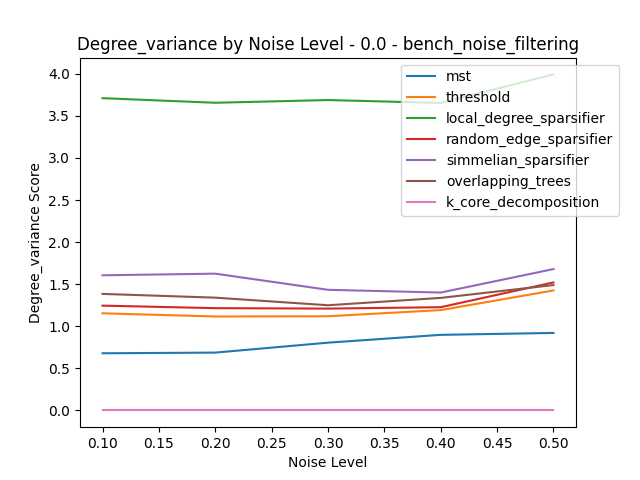 Degree_variance by Noise Level - 0.0 - bench_noise_filtering
mst
threshold
local_degree_sparsifier
random_edge_sparsifier
simmelian_sparsifier
overlapping_trees
k_core_decomposition
Degree_variance Score
4.0
3.5
3.0
2.5
2.0
1.5
1.0
0.5
0.0
0.10 0.15 0.20 0.25 0.30 0.35 0.40 0.45 0.50
Noise Level